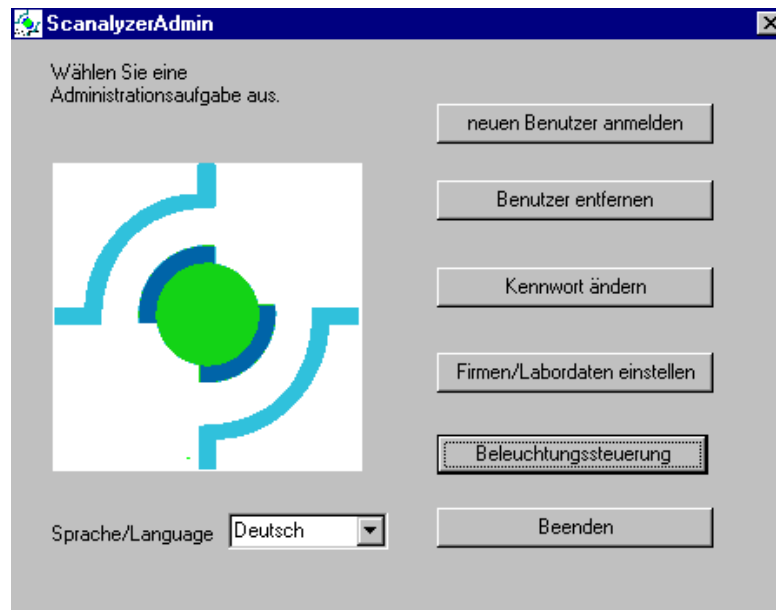 ScanalyzerAdmin
Wählen Sie eine
Administrationsaufgabe aus.
neuen Benutzer anmelden
Benutzer entfernen
Kennwort ändern
Firmen/Labordaten einstellen
Beleuchtungssteuerung
Sprache/Language Deutsch
Beenden